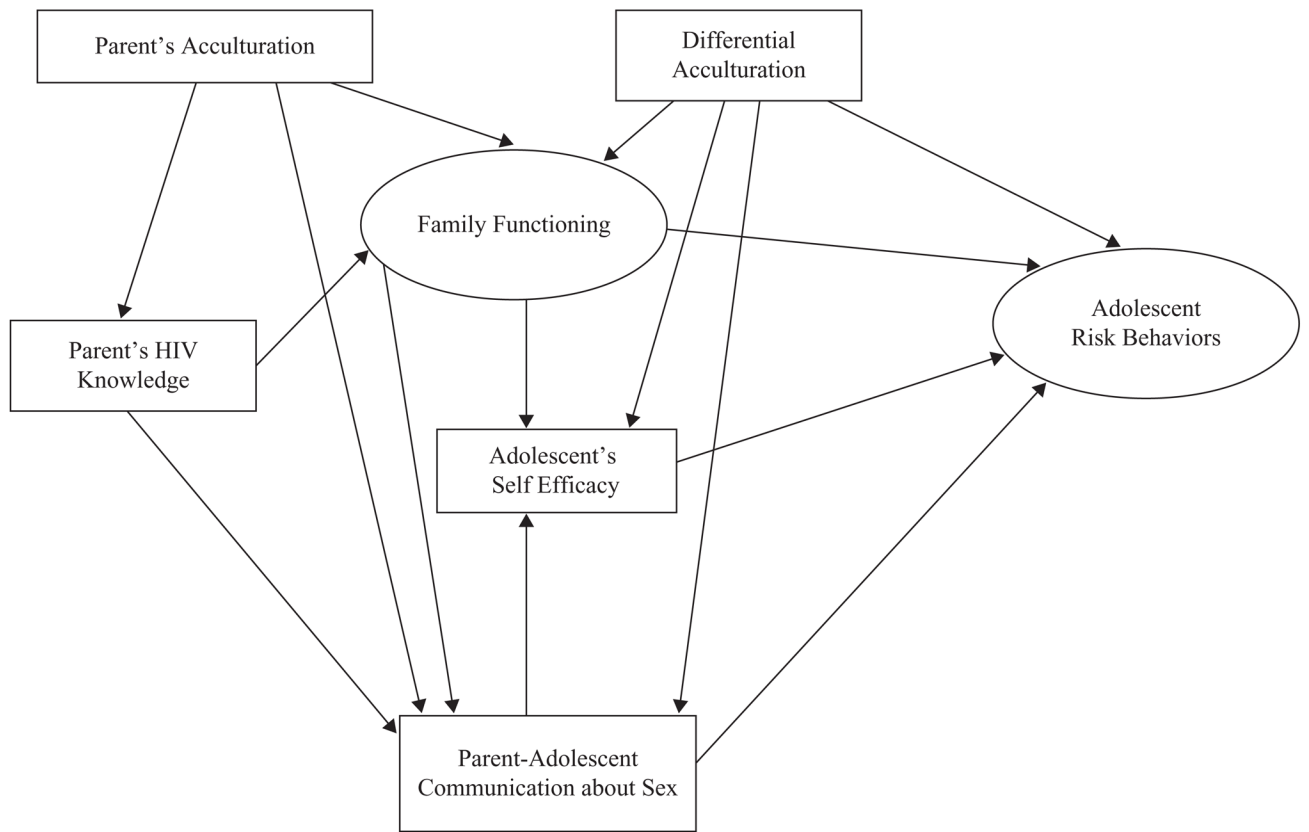 Parent’s Acculturation
Differential
Acculturation
Family Functioning
Adolescent
Risk Behaviors
Parent’s HIV
Knowledge
Adolescent’s
Self Efficacy
Parent-Adolescent
Communication about Sex